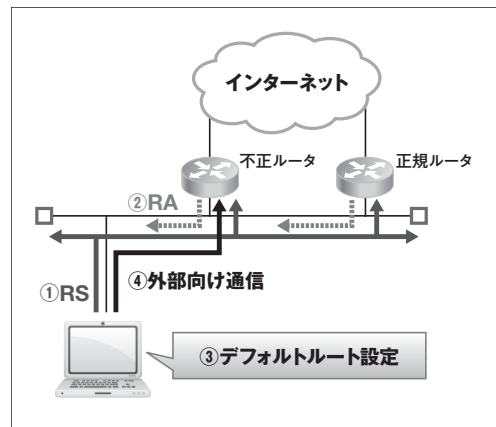 インターネット
不正ルータ
正規ルータ
②RA
①RS
④外部向け通信
③デフォルトルート設定